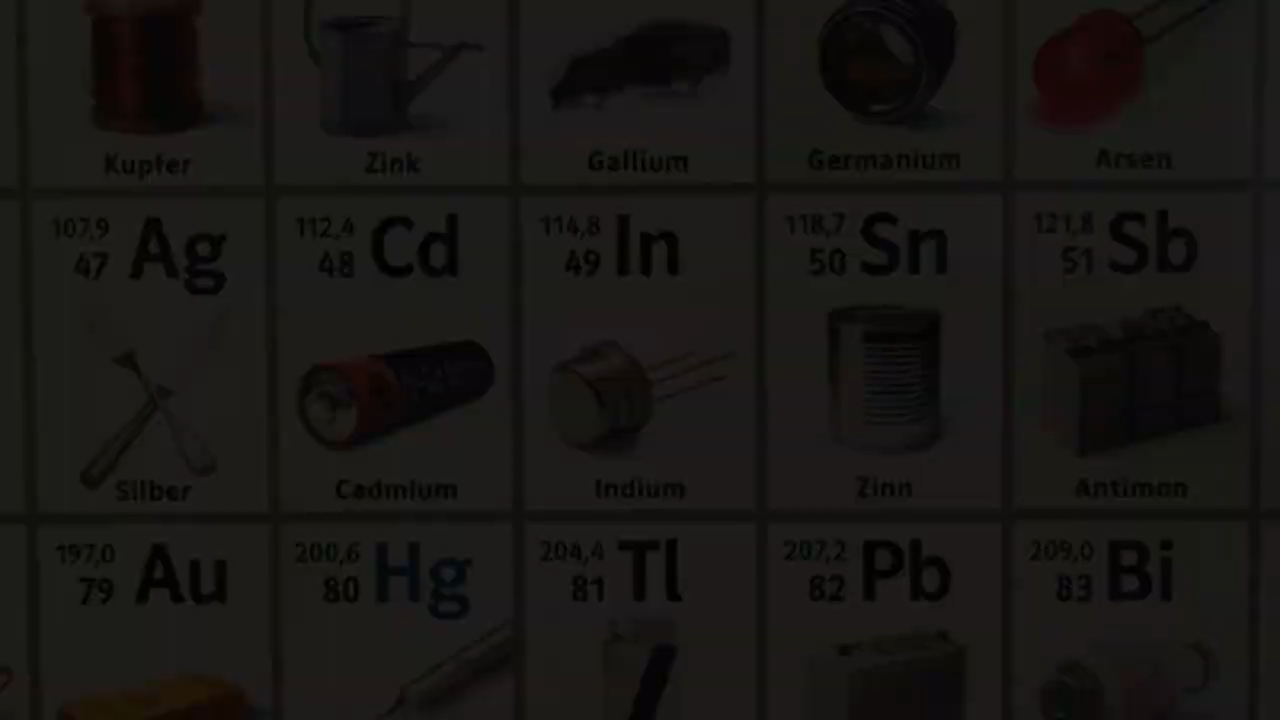 Kupfer Zink Gallium Germanium Arsen
107,9 Ag 112,4 Cd 114,8 In 118,7 Sn 121,8 Sb
47 48 49 50 51
Silber Cadmium Indium Zinn Antimon
197,0 Au 200,6 Hg 204,4 Tl 207,2 Pb 209,0 Bi
79 80 81 82 83